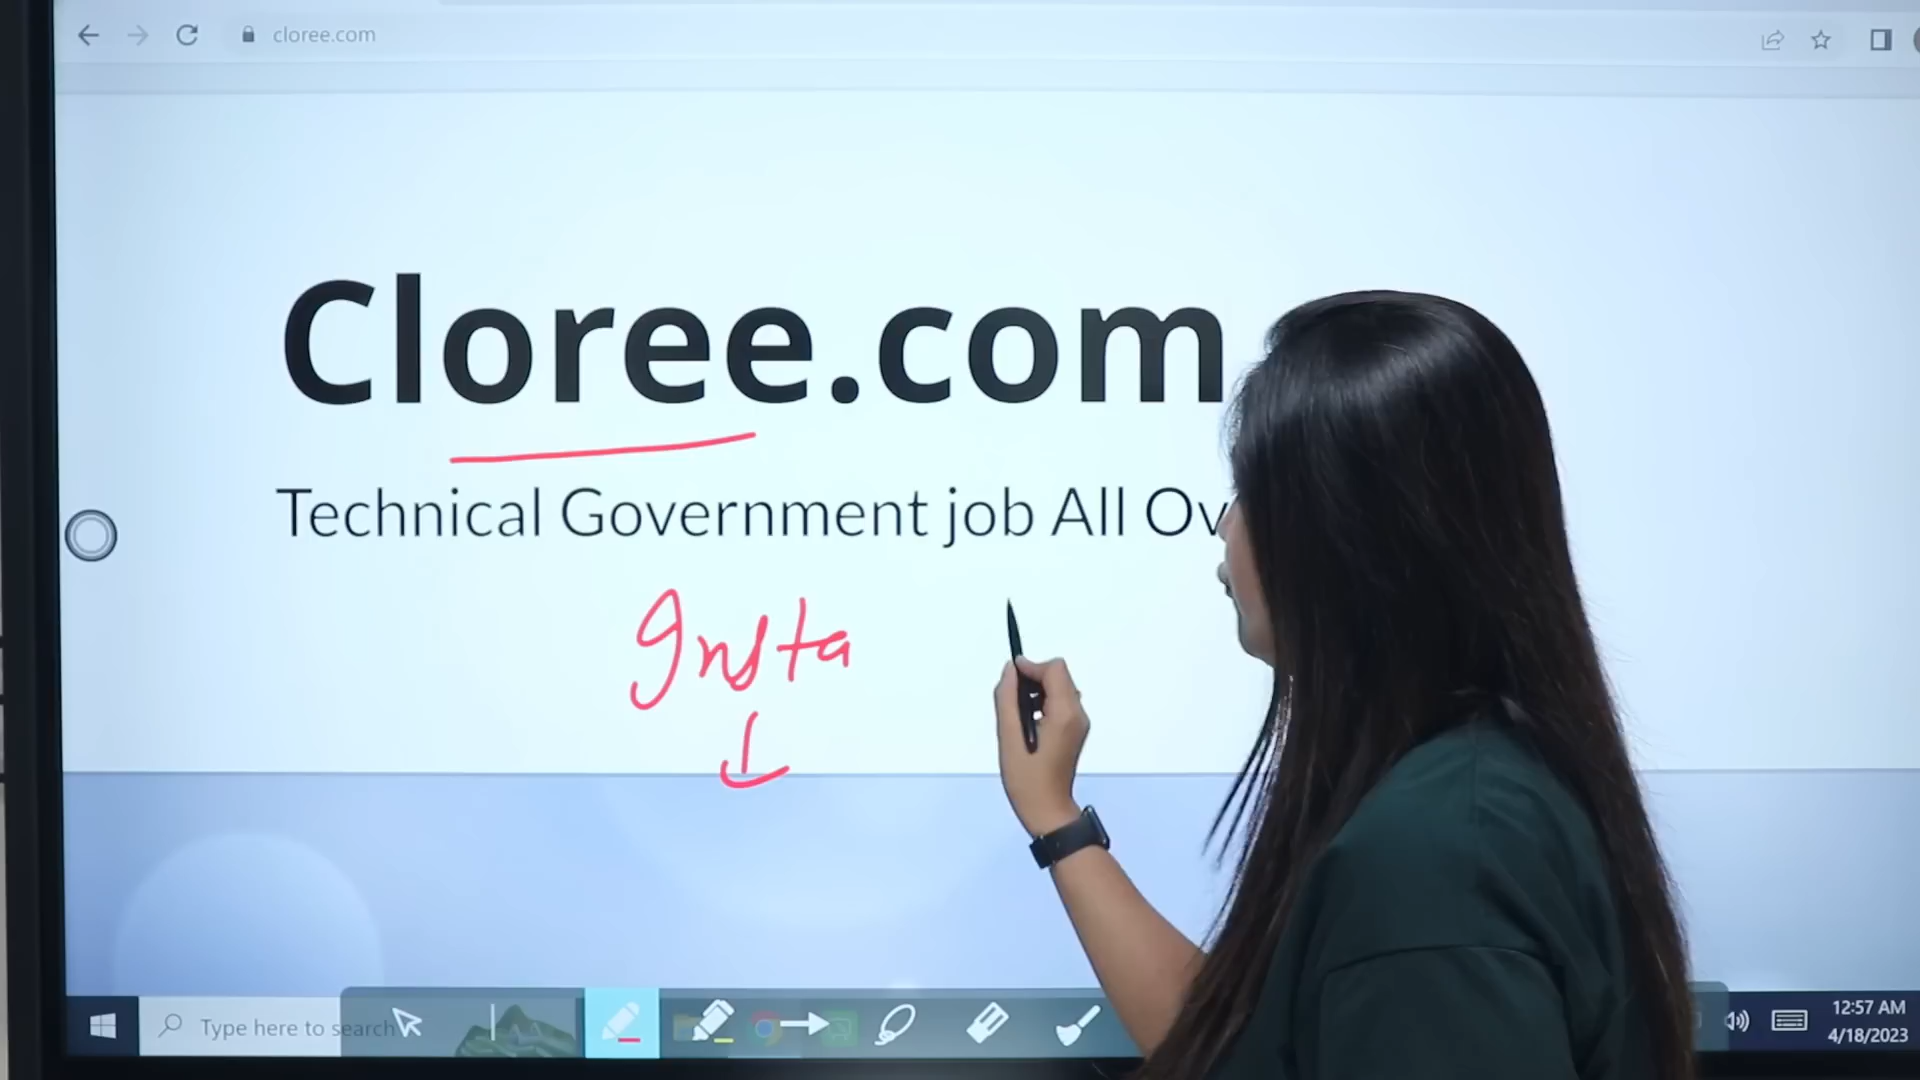 cloree.com
Cloree.com
Technical Government job All Ov
Insta
Type here to search
12:57 AM
4/18/2023